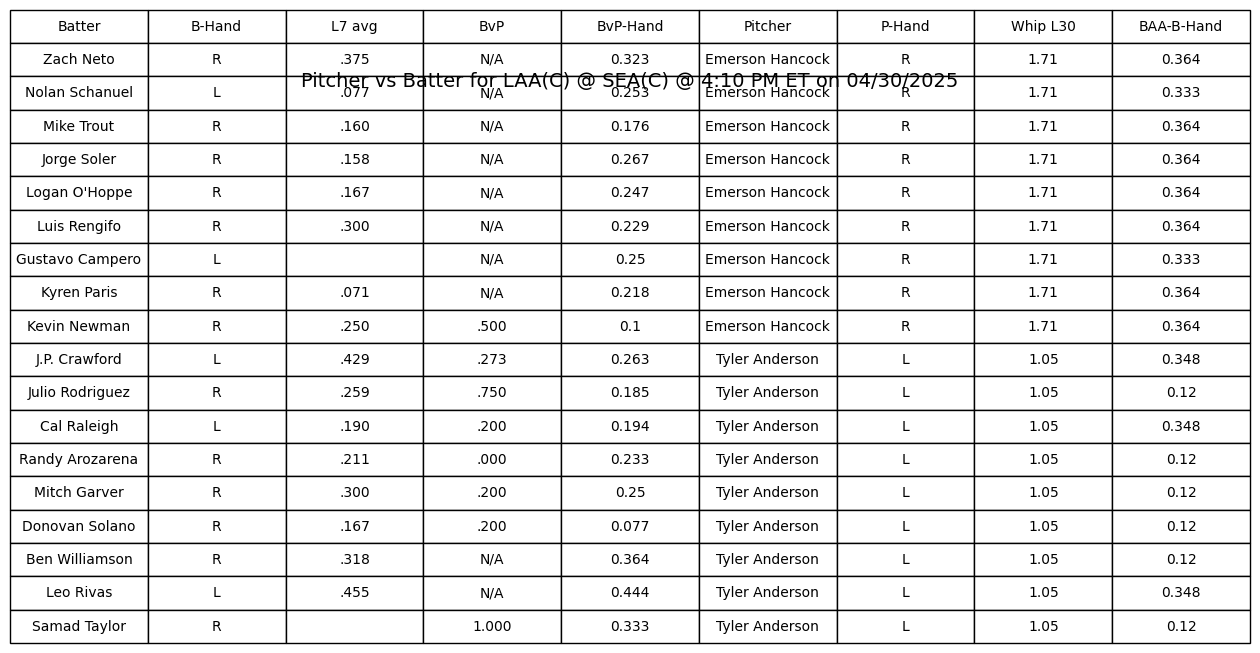 Batter B-Hand L7 avg BvP BvP-Hand Pitcher P-Hand Whip L30 BAA-B-Hand
Zach Neto R .375 N/A 0.323 Emerson Hancock R 1.71 0.364
Pitcher vs Batter for LAA(C) @ SEA(C) @ 4:10 PM ET on 04/30/2025
Nolan Schanuel L .077 N/A 0.253 Emerson Hancock R 1.71 0.333
Mike Trout R .160 N/A 0.176 Emerson Hancock R 1.71 0.364
Jorge Soler R .158 N/A 0.267 Emerson Hancock R 1.71 0.364
Logan O'Hoppe R .167 N/A 0.247 Emerson Hancock R 1.71 0.364
Luis Rengifo R .300 N/A 0.229 Emerson Hancock R 1.71 0.364
Gustavo Campero L N/A 0.25 Emerson Hancock R 1.71 0.333
Kyren Paris R .071 N/A 0.218 Emerson Hancock R 1.71 0.364
Kevin Newman R .250 .500 0.1 Emerson Hancock R 1.71 0.364
J.P. Crawford L .429 .273 0.263 Tyler Anderson L 1.05 0.348
Julio Rodriguez R .259 .750 0.185 Tyler Anderson L 1.05 0.12
Cal Raleigh L .190 .200 0.194 Tyler Anderson L 1.05 0.348
Randy Arozarena R .211 .000 0.233 Tyler Anderson L 1.05 0.12
Mitch Garver R .300 .200 0.25 Tyler Anderson L 1.05 0.12
Donovan Solano R .167 .200 0.077 Tyler Anderson L 1.05 0.12
Ben Williamson R .318 N/A 0.364 Tyler Anderson L 1.05 0.12
Leo Rivas L .455 N/A 0.444 Tyler Anderson L 1.05 0.348
Samad Taylor R 1.000 0.333 Tyler Anderson L 1.05 0.12